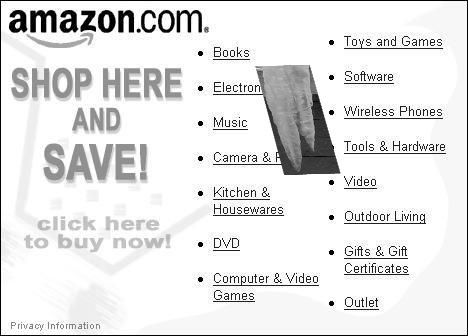 amazon.com.
SHOP HERE
AND
SAVE!
click here
to buy now!
Books
Music
Camera &
Kitchen &
Housewares
DVD
Computer & Video
Games
Toys and Games
Software
Wireless Phones
Tools & Hardware
Video
Outdoor Living
Gifts & Gift
Certificates
Outlet
Privacy Information